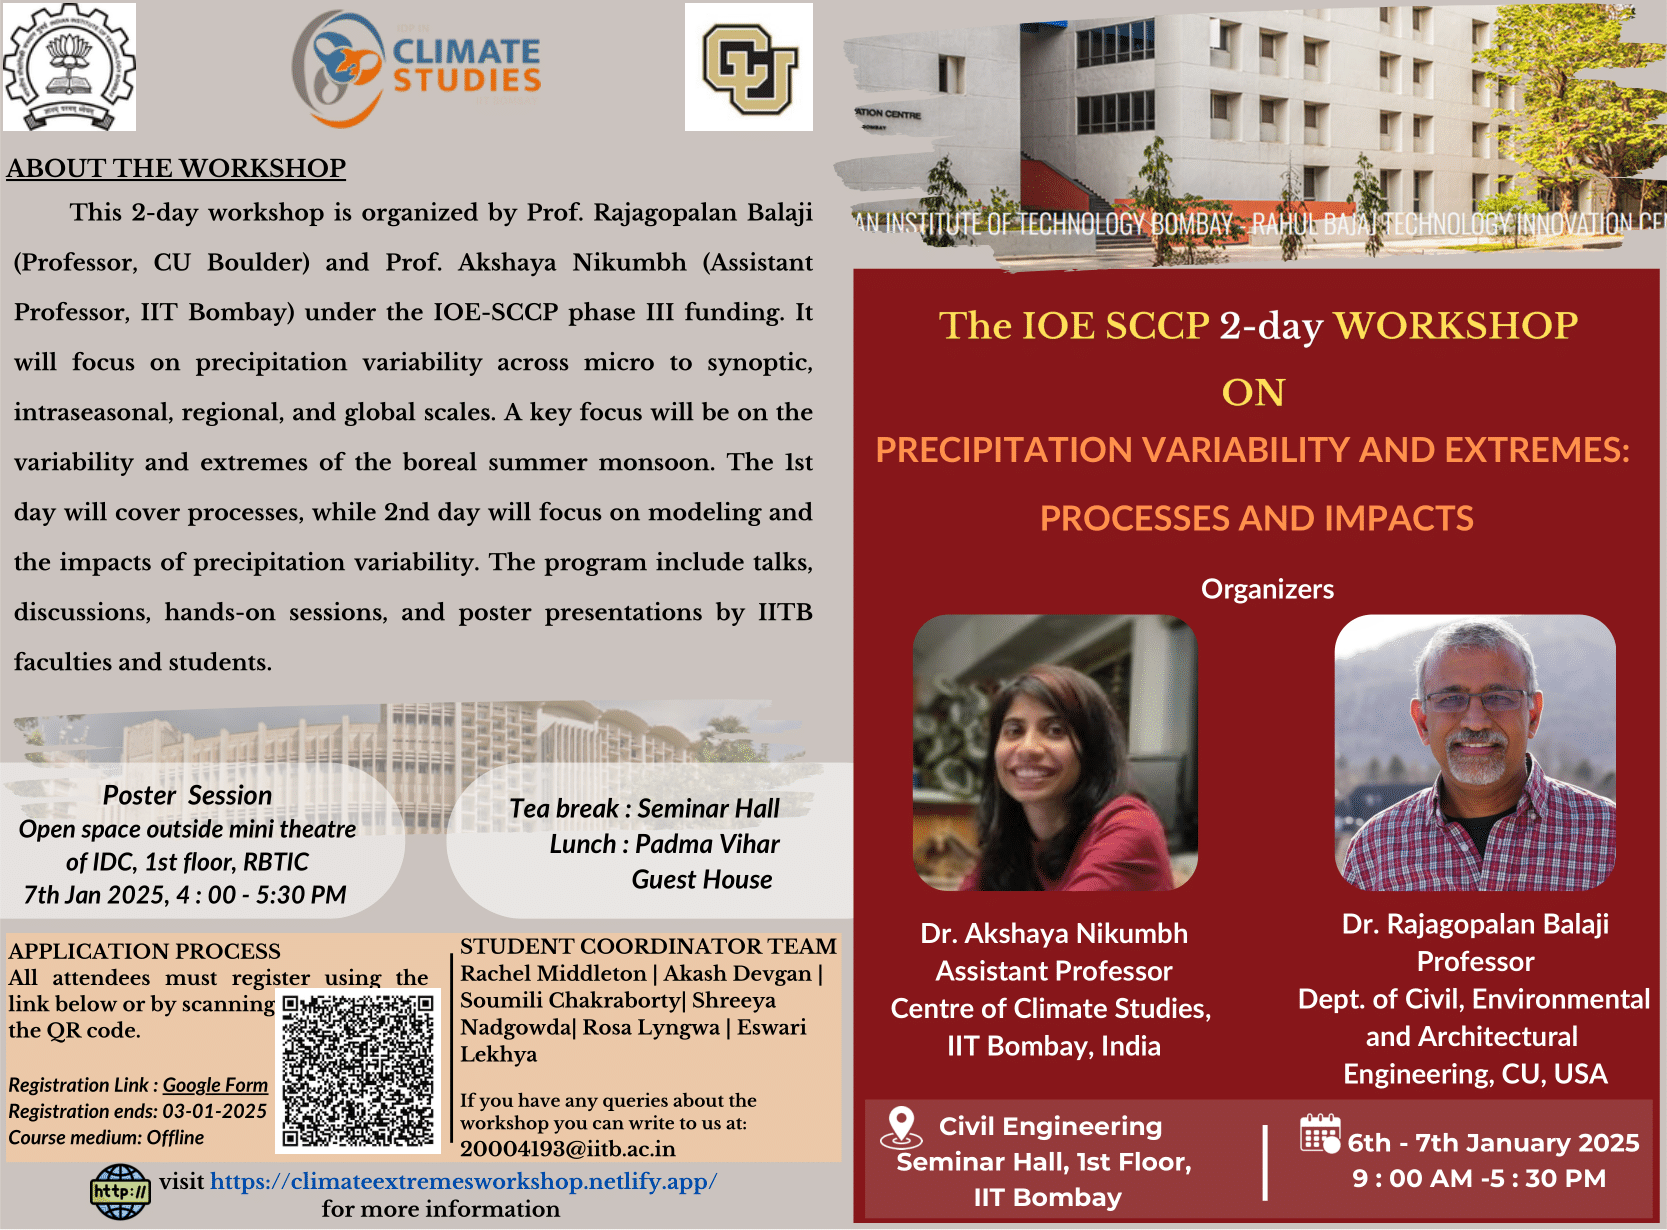 CLIMATE
STUDIES
CU
ABOUT THE WORKSHOP
This 2-day workshop is organized by Prof. Rajagopalan Balaji
(Professor, CU Boulder) and Prof. Akshaya Nikumbh (Assistant
Professor, IIT Bombay) under the IOE-SCCP phase III funding. It
will focus on precipitation variability across micro to synoptic,
intraseasonal, regional, and global scales. A key focus will be on the
variability and extremes of the boreal summer monsoon. The 1st
day will cover processes, while 2nd day will focus on modeling and
the impacts of precipitation variability. The program include talks,
discussions, hands-on sessions, and poster presentations by IITB
faculties and students.
Poster Session
Open space outside mini theatre
of IDC, 1st floor, RBTIC
7th Jan 2025, 4 : 00 - 5:30 PM
Tea break : Seminar Hall
Lunch : Padma Vihar
Guest House
APPLICATION PROCESS
All attendees must register using the
link below or by scanning
the QR code.
Registration Link : Google Form
Registration ends: 03-01-2025
Course medium: Offline
STUDENT COORDINATOR TEAM
Rachel Middleton | Akash Devgan |
Soumili Chakraborty| Shreeya
Nadgowda| Rosa Lyngwa | Eswari
Lekhya
If you have any queries about the
workshop you can write to us at:
20004193@iitb.ac.in
http://
visit https://climateextremesworkshop.netlify.app/
for more information
ATION CENTRE
BOMBAY
AN INSTITUTE OF TECHNOLOGY BOMBAY - RAHUL BAJAJ TECHNOLOGY INNOVATION CE
The IOE SCCP 2-day WORKSHOP
ON
PRECIPITATION VARIABILITY AND EXTREMES:
PROCESSES AND IMPACTS
Organizers
Dr. Akshaya Nikumbh
Assistant Professor
Centre of Climate Studies,
IIT Bombay, India
Dr. Rajagopalan Balaji
Professor
Dept. of Civil, Environmental
and Architectural
Engineering, CU, USA
Civil Engineering
Seminar Hall, 1st Floor,
IIT Bombay
6th - 7th January 2025
9 : 00 AM -5 : 30 PM